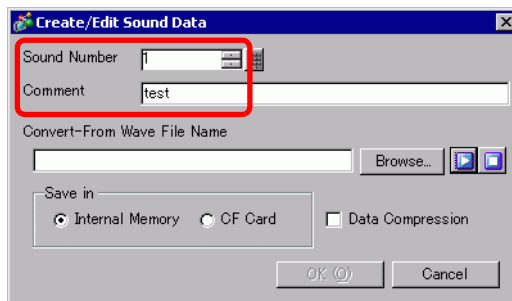 Create/Edit Sound Data
Sound Number 1
Comment test
Convert-From Wave File Name
Browse...
Save in
Internal Memory CF Card Data Compression
OK (O) Cancel